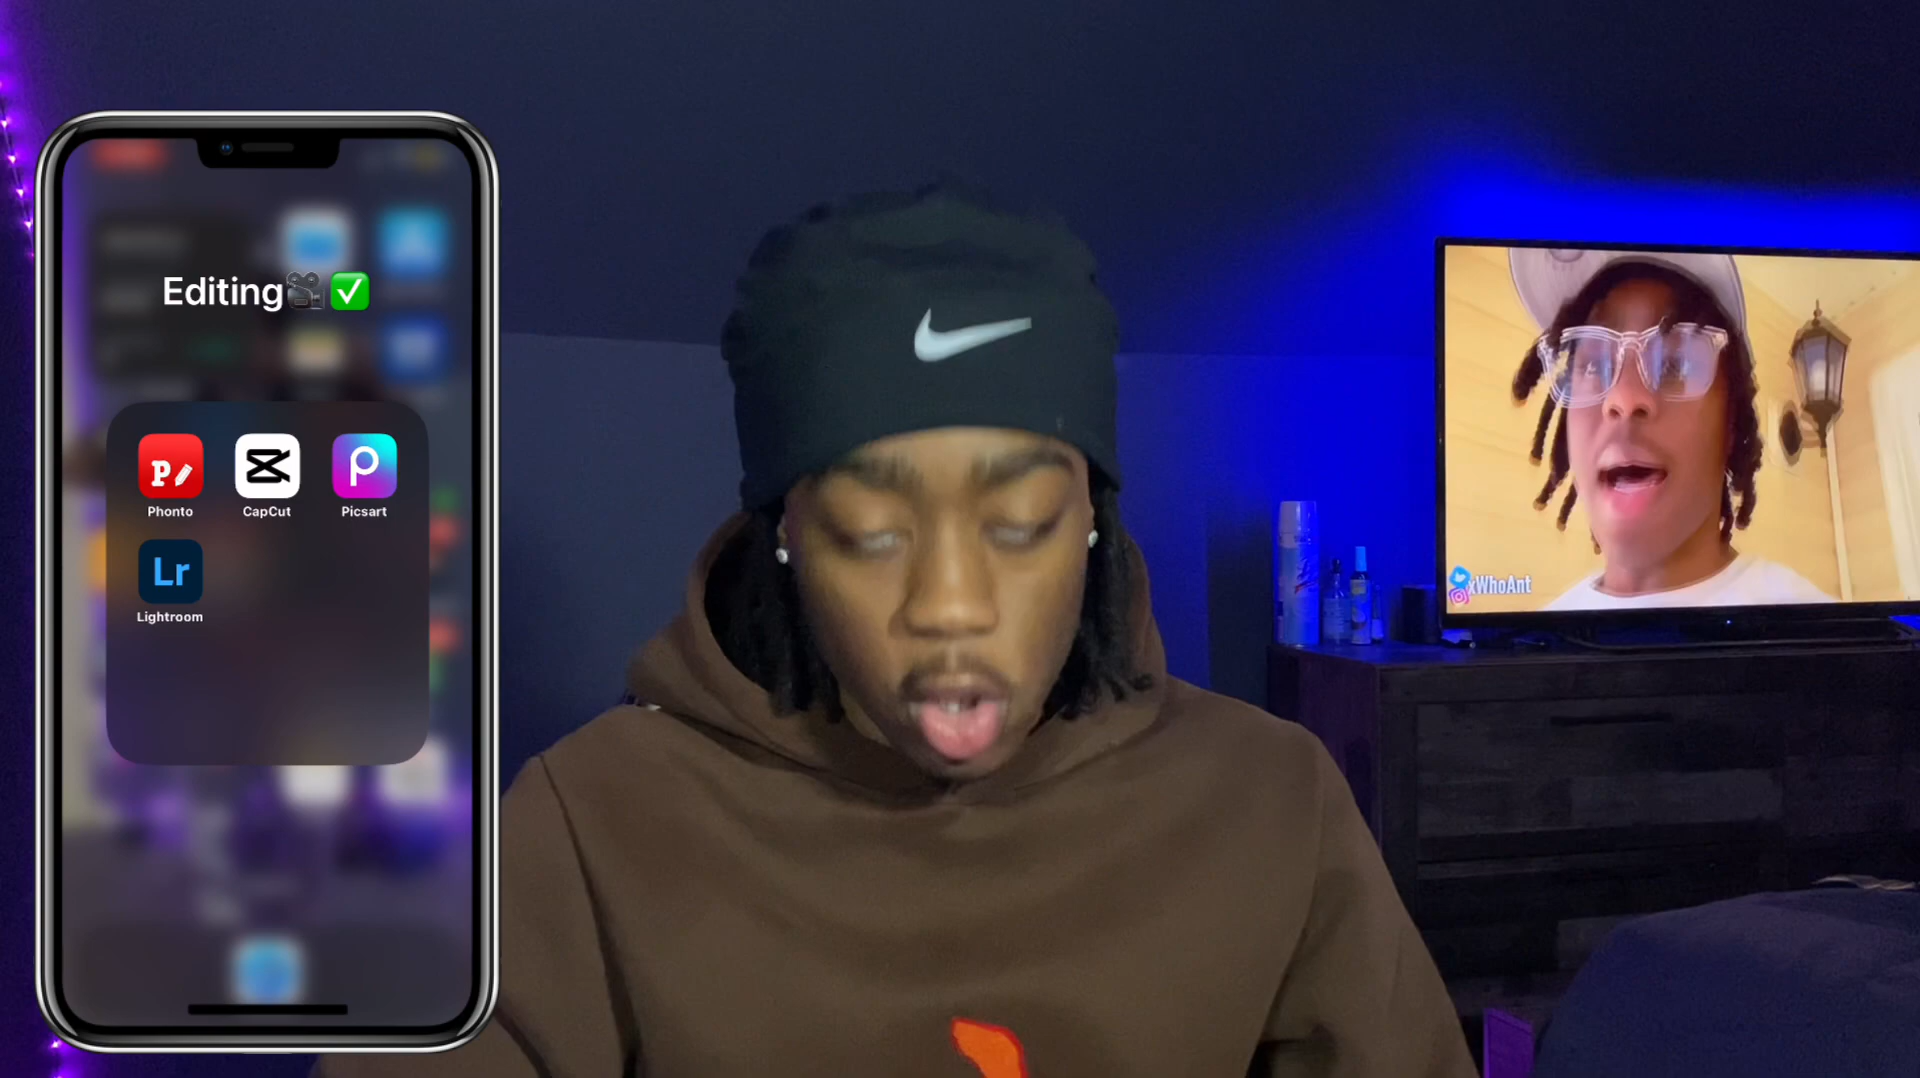 Editing🎥✅
Phonto
CapCut
Picsart
Lr
Lightroom
xWhoAnt